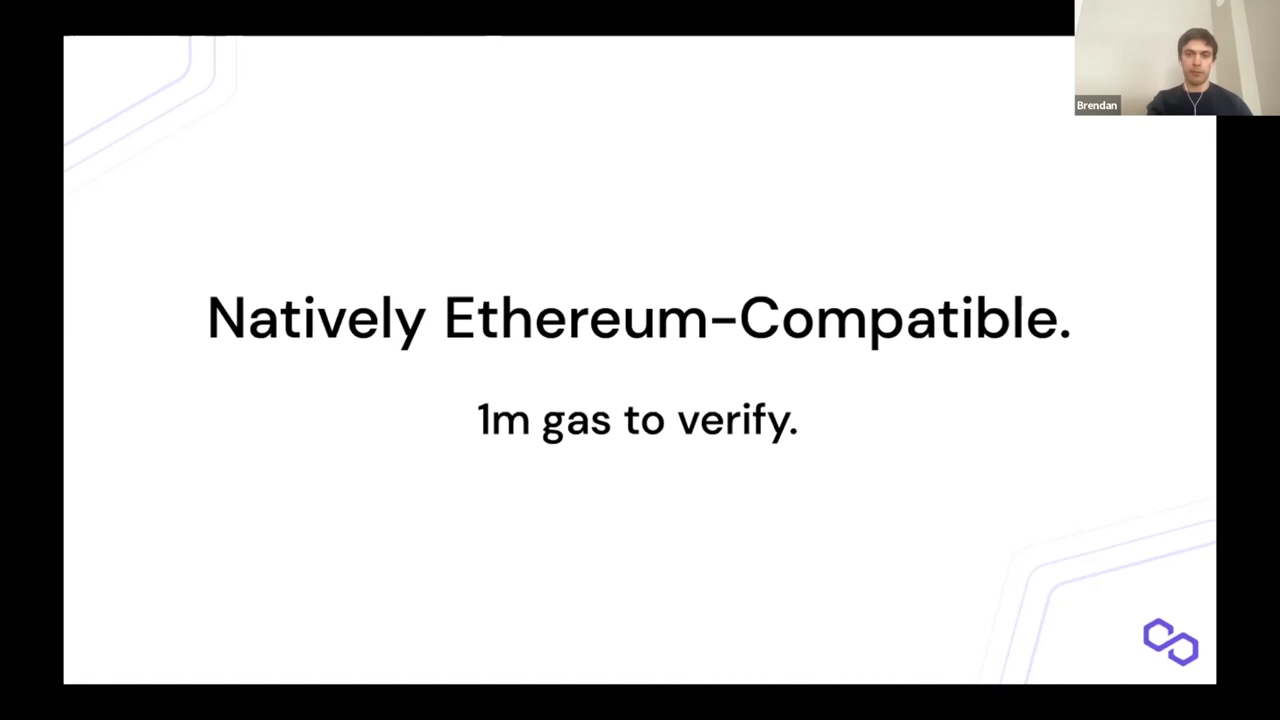 Brendan
Natively Ethereum-Compatible.
1m gas to verify.